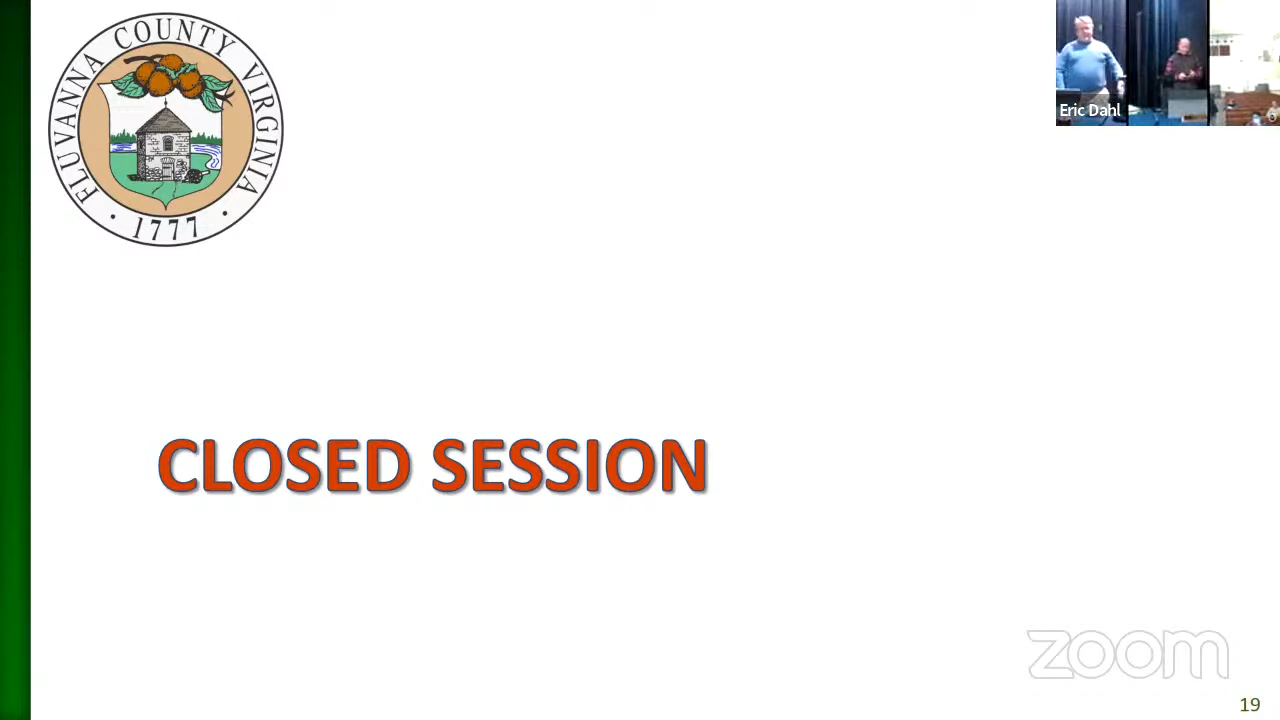 FLUVANNA COUNTY VIRGINIA
· 1777 ·
Eric Dahl
CLOSED SESSION
zoom
19